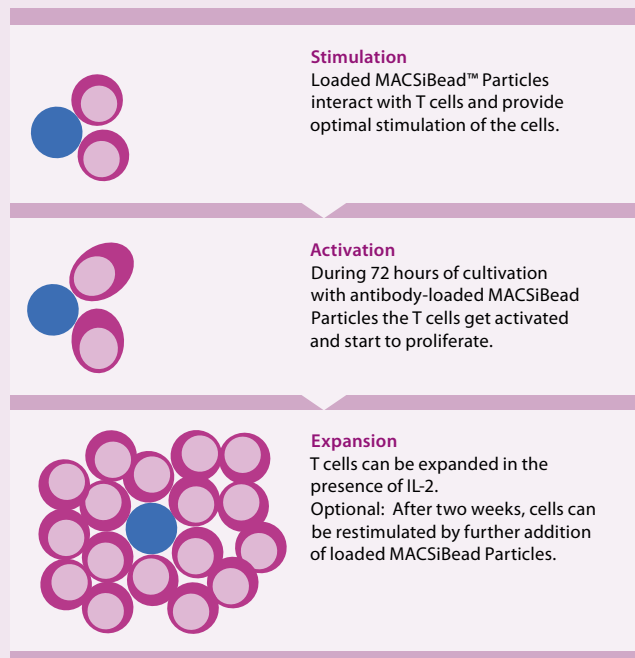 Stimulation
Loaded MACSiBead™ Particles
interact with T cells and provide
optimal stimulation of the cells.
Activation
During 72 hours of cultivation
with antibody-loaded MACSiBead
Particles the T cells get activated
and start to proliferate.
Expansion
T cells can be expanded in the
presence of IL-2.
Optional:  After two weeks, cells can
be restimulated by further addition
of loaded MACSiBead Particles.